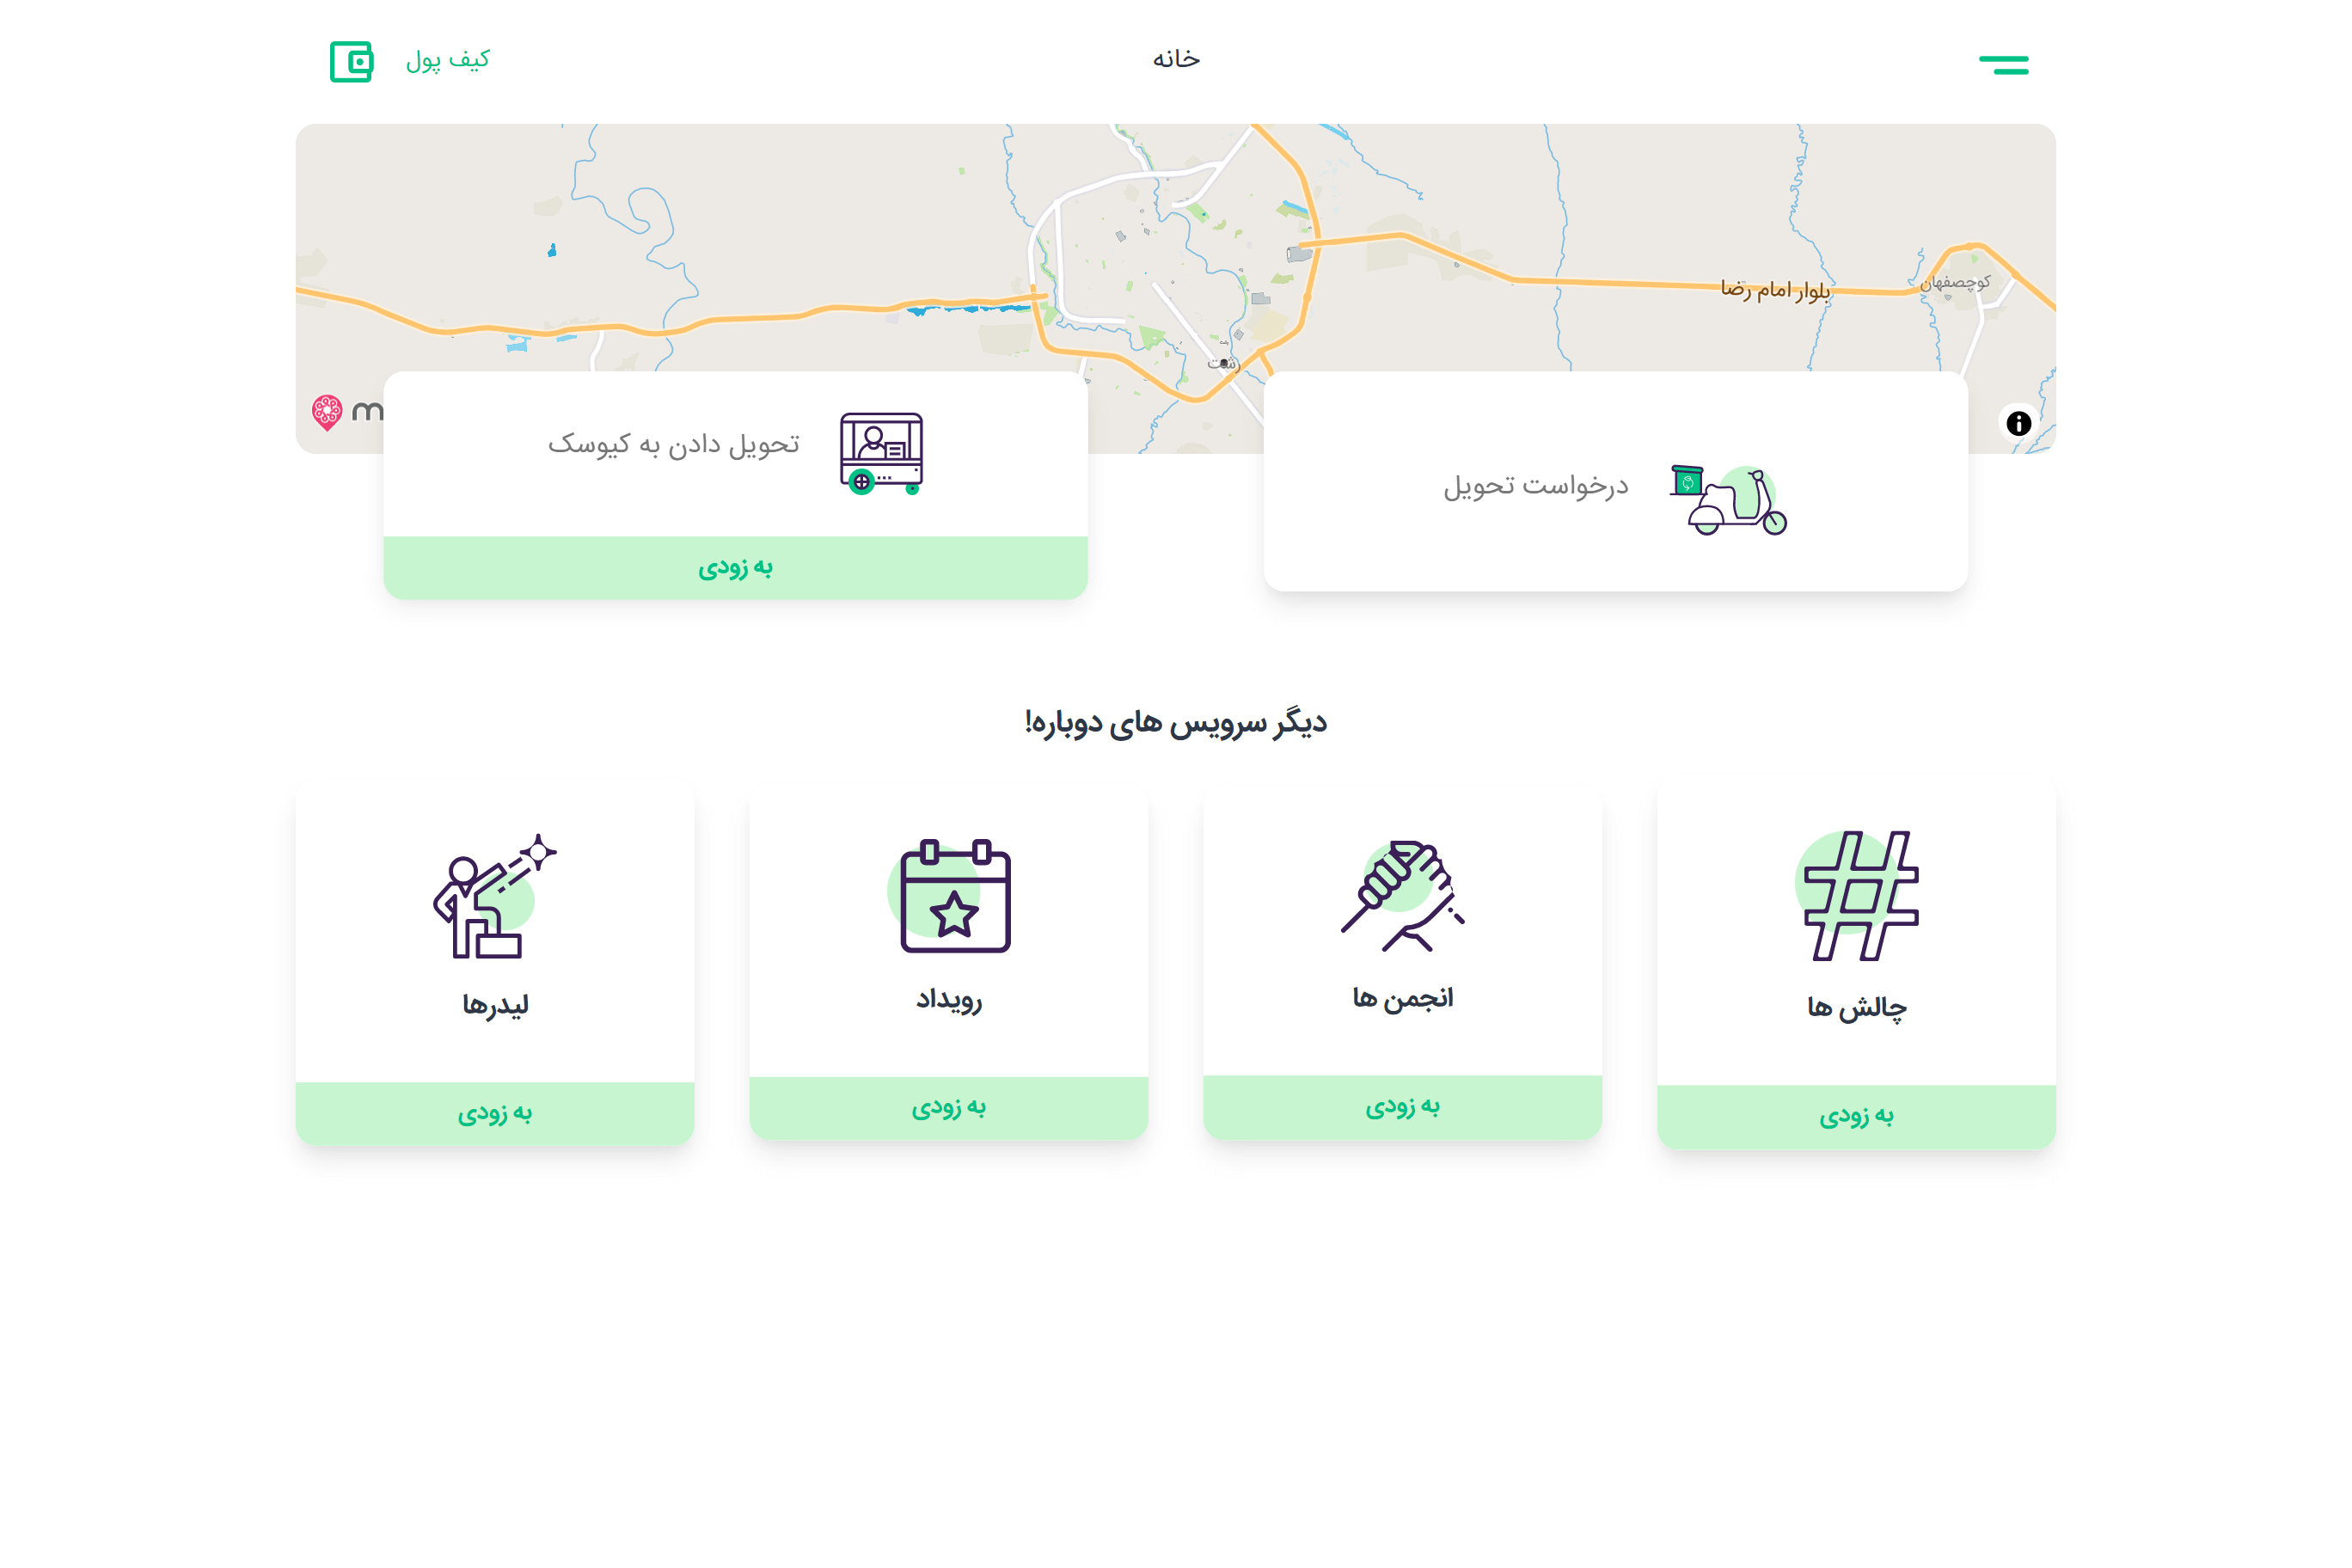 خانه
کیف پول
بلوار امام رضا
کوچصفهان
رشت
درخواست تحویل
تحویل دادن به کیوسک
به زودی
دیگر سرویس های دوباره!
چالش ها
انجمن ها
رویداد
لیدرها
به زودی
به زودی
به زودی
به زودی